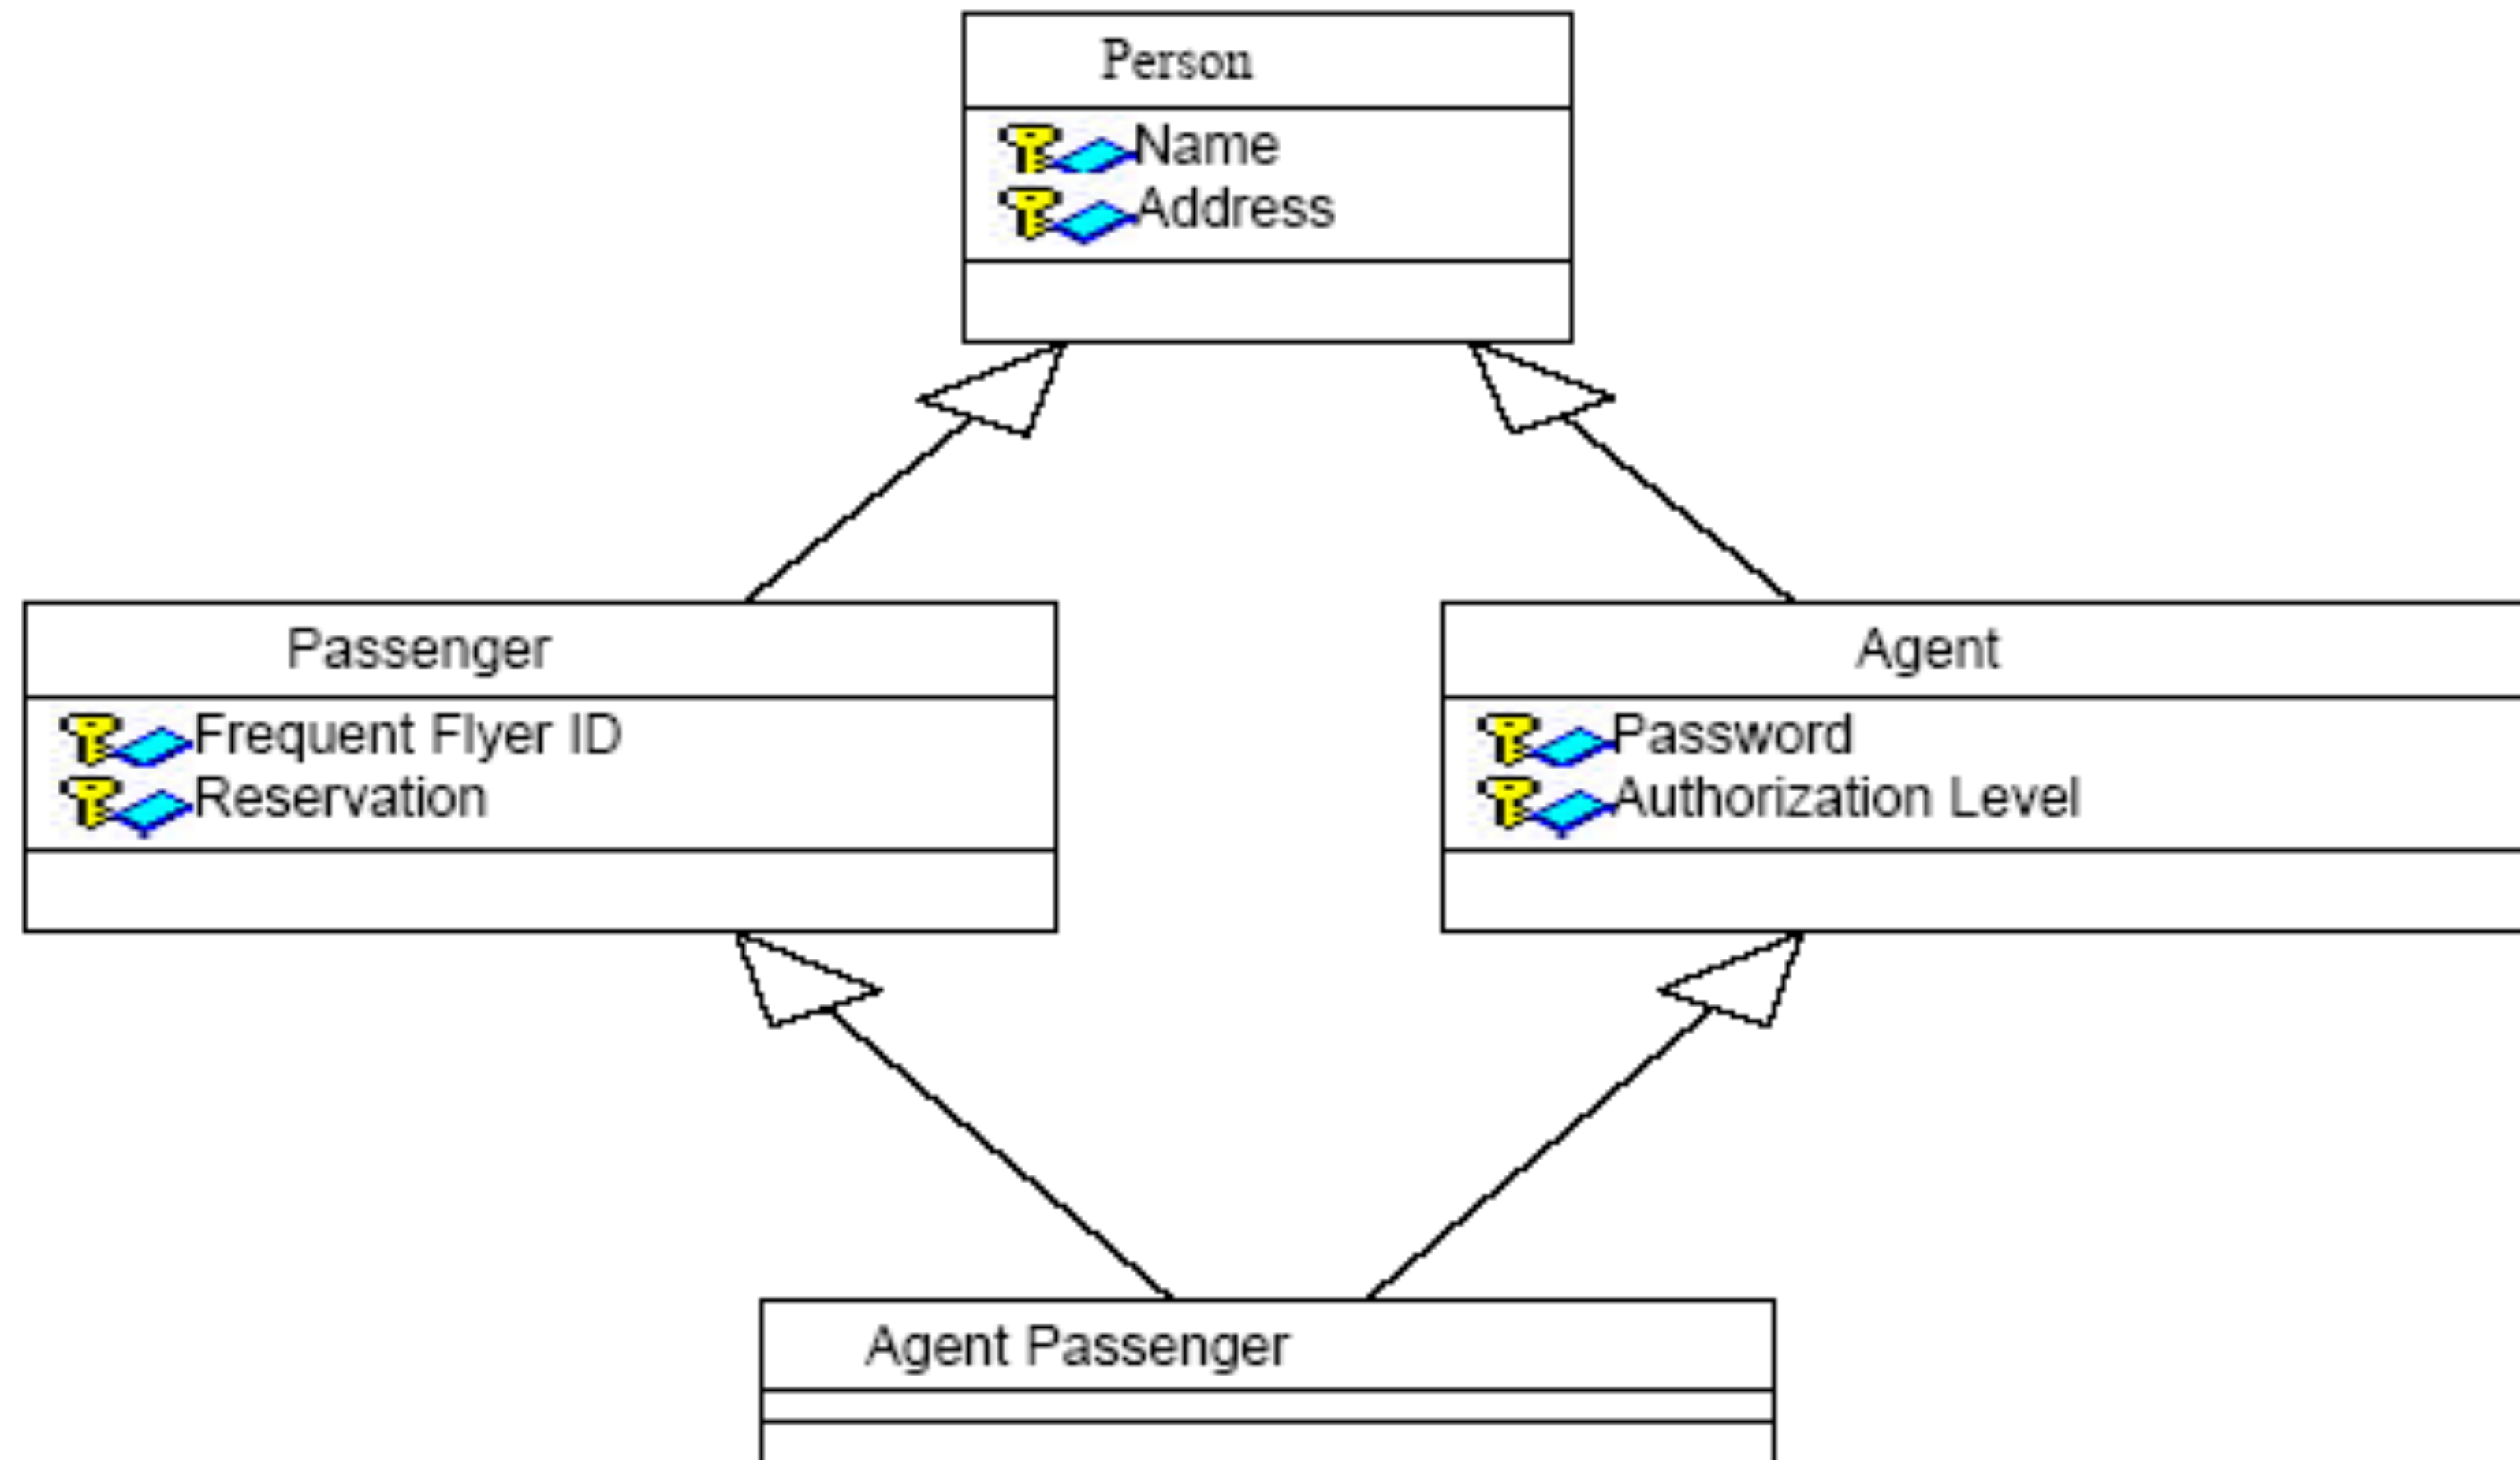 Person
Name
Address
Passenger
Frequent Flyer ID
Reservation
Agent
Password
Authorization Level
Agent Passenger